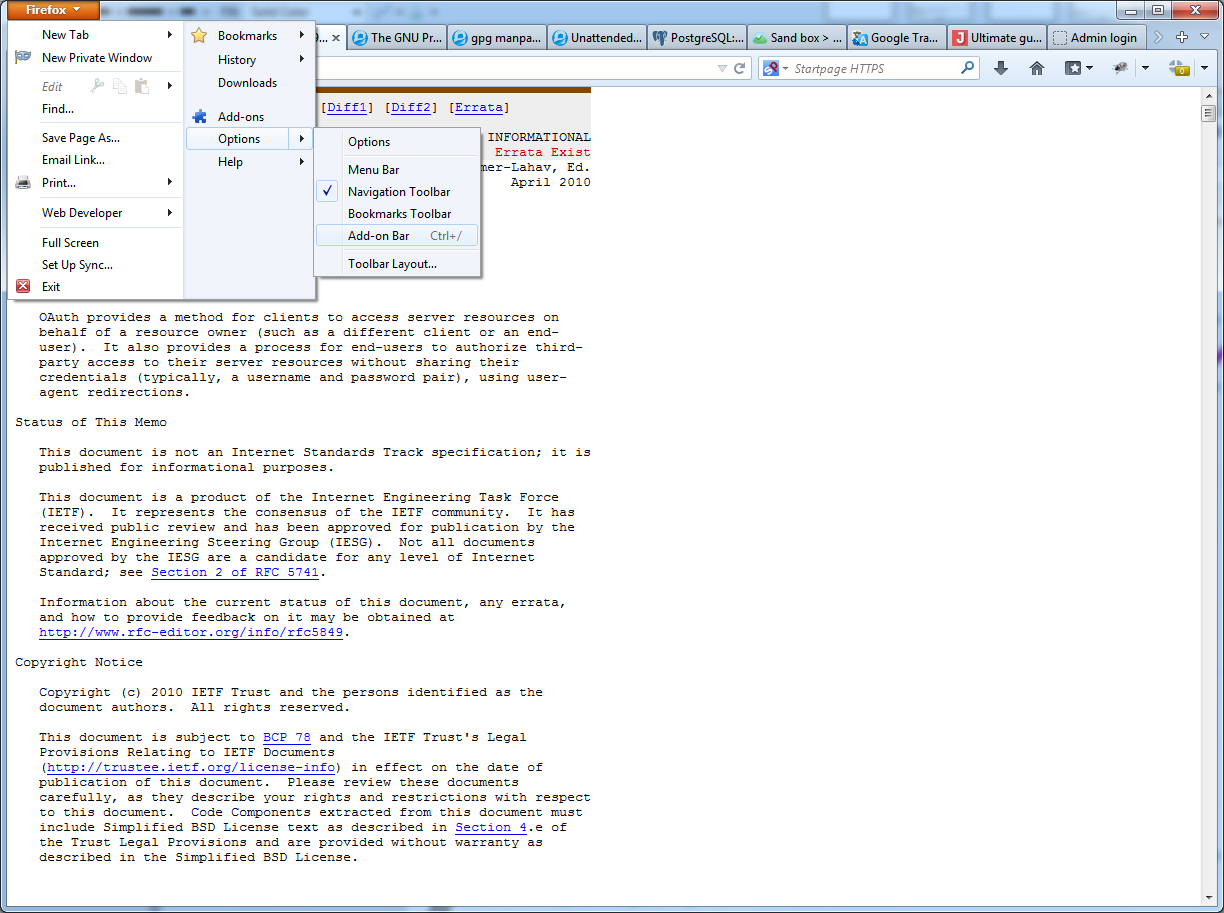 Firefox
9...
The GNU Pr...
gpg manpa...
Unattended...
PostgreSQL:...
Sand box > ...
Google Tra...
Ultimate gu...
Admin login
Startpage HTTPS
New Tab
New Private Window
Edit
Find...
Save Page As...
Email Link...
Print...
Web Developer
Full Screen
Set Up Sync...
Exit
Bookmarks
History
Downloads
Add-ons
Options
Help
Options
Menu Bar
Navigation Toolbar
Bookmarks Toolbar
Add-on Bar Ctrl+/
Toolbar Layout...
[Diff1] [Diff2] [Errata]
INFORMATIONAL
Errata Exist
mer-Lahav, Ed.
April 2010
OAuth provides a method for clients to access server resources on
behalf of a resource owner (such as a different client or an end-
user). It also provides a process for end-users to authorize third-
party access to their server resources without sharing their
credentials (typically, a username and password pair), using user-
agent redirections.
Status of This Memo
This document is not an Internet Standards Track specification; it is
published for informational purposes.
This document is a product of the Internet Engineering Task Force
(IETF). It represents the consensus of the IETF community. It has
received public review and has been approved for publication by the
Internet Engineering Steering Group (IESG). Not all documents
approved by the IESG are a candidate for any level of Internet
Standard; see Section 2 of RFC 5741.
Information about the current status of this document, any errata,
and how to provide feedback on it may be obtained at
http://www.rfc-editor.org/info/rfc5849.
Copyright Notice
Copyright (c) 2010 IETF Trust and the persons identified as the
document authors. All rights reserved.
This document is subject to BCP 78 and the IETF Trust's Legal
Provisions Relating to IETF Documents
(http://trustee.ietf.org/license-info) in effect on the date of
publication of this document. Please review these documents
carefully, as they describe your rights and restrictions with respect
to this document. Code Components extracted from this document must
include Simplified BSD License text as described in Section 4.e of
the Trust Legal Provisions and are provided without warranty as
described in the Simplified BSD License.